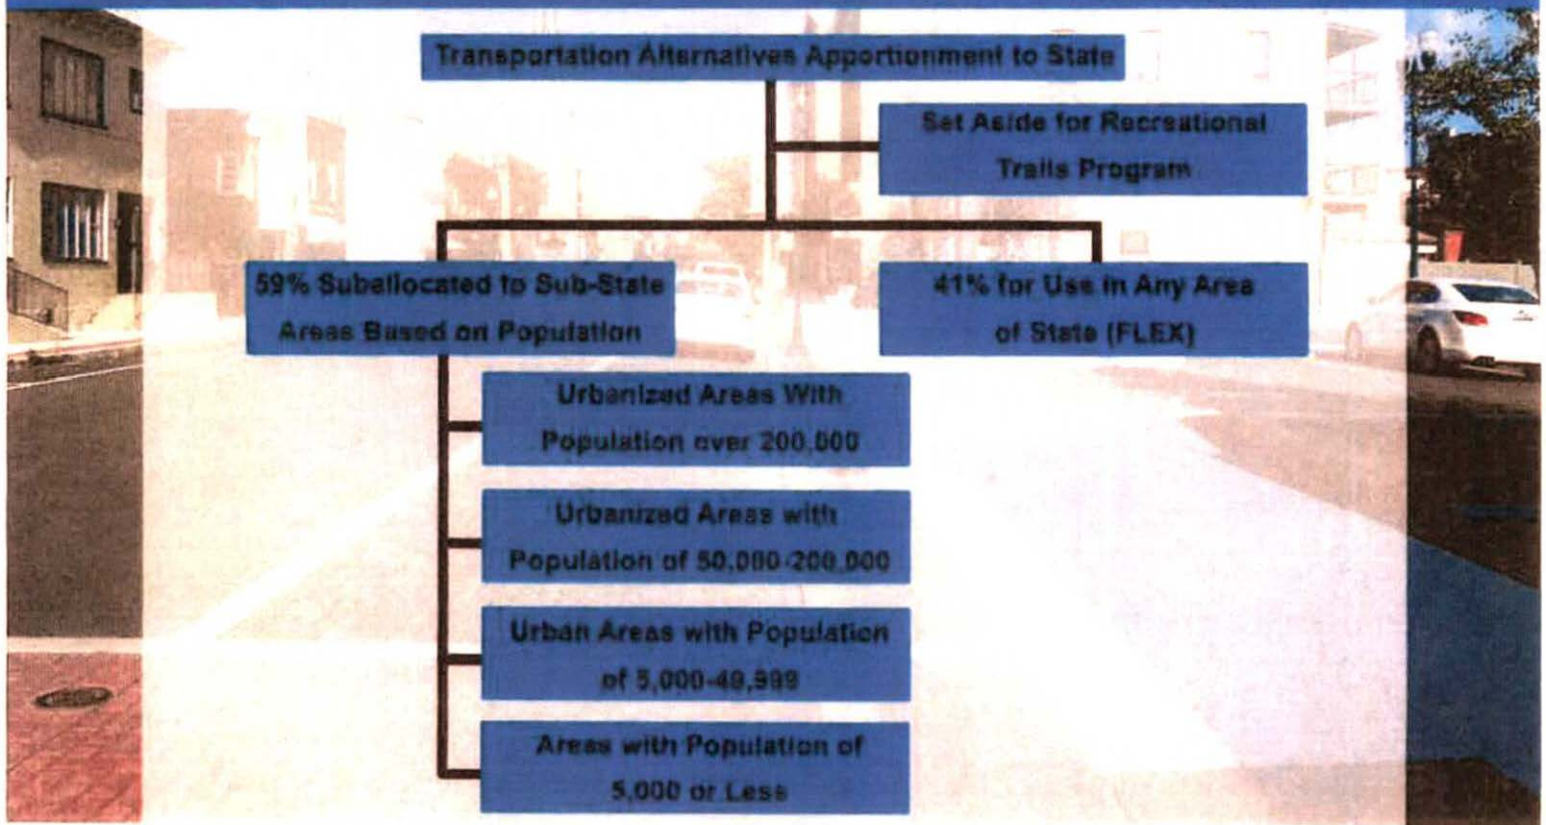 Transportation Alternatives Apportionment to State
Set Aside for Recreational
Trails Program
59% Suballocated to Sub-State
Areas Based on Population
41% for Use in Any Area
of State (FLEX)
Urbanized Areas With
Population over 200,000
Urbanized Areas with
Population of 50,000-200,000
Urban Areas with Population
of 5,000-49,999
Areas with Population of
5,000 or Less